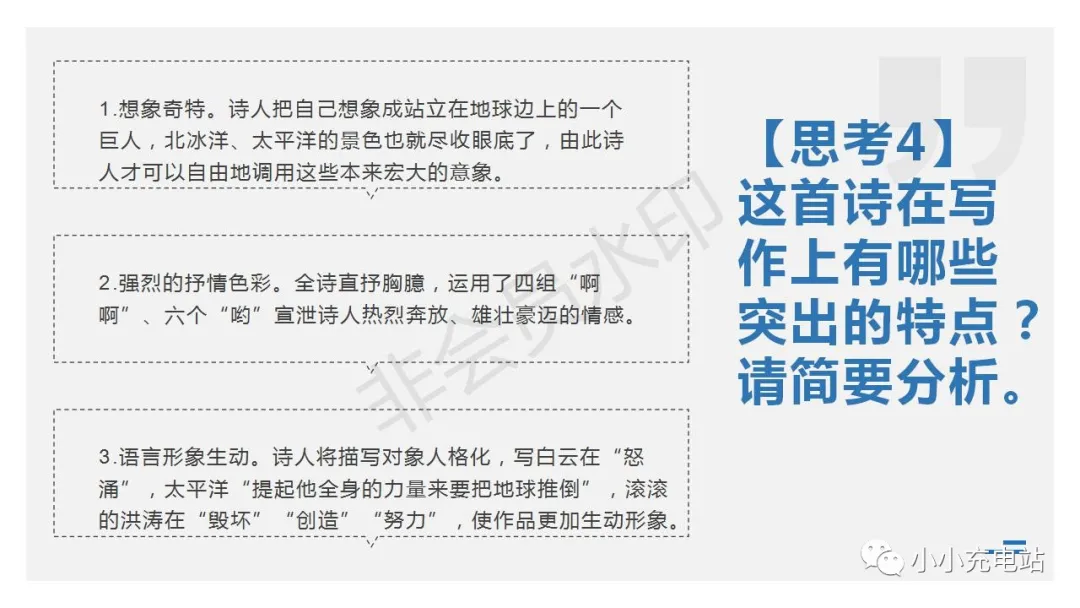 1.想象奇特。诗人把自己想象成站立在地球边上的一个
巨人，北冰洋、太平洋的景色也就尽收眼底了，由此诗
人才可以自由地调用这些本来宏大的意象。
2.强烈的抒情色彩。全诗直抒胸臆，运用了四组“啊
啊”、六个“哟”宣泄诗人热烈奔放、雄壮豪迈的情感。
3.语言形象生动。诗人将描写对象人格化，写白云在“怒
涌”，太平洋“提起他全身的力量来要把地球推倒”，滚滚
的洪涛在“毁坏”“创造”“努力”，使作品更加生动形象。
【思考4】
这首诗在写
作上有哪些
突出的特点？
请简要分析。
非会员水印
小小充电站